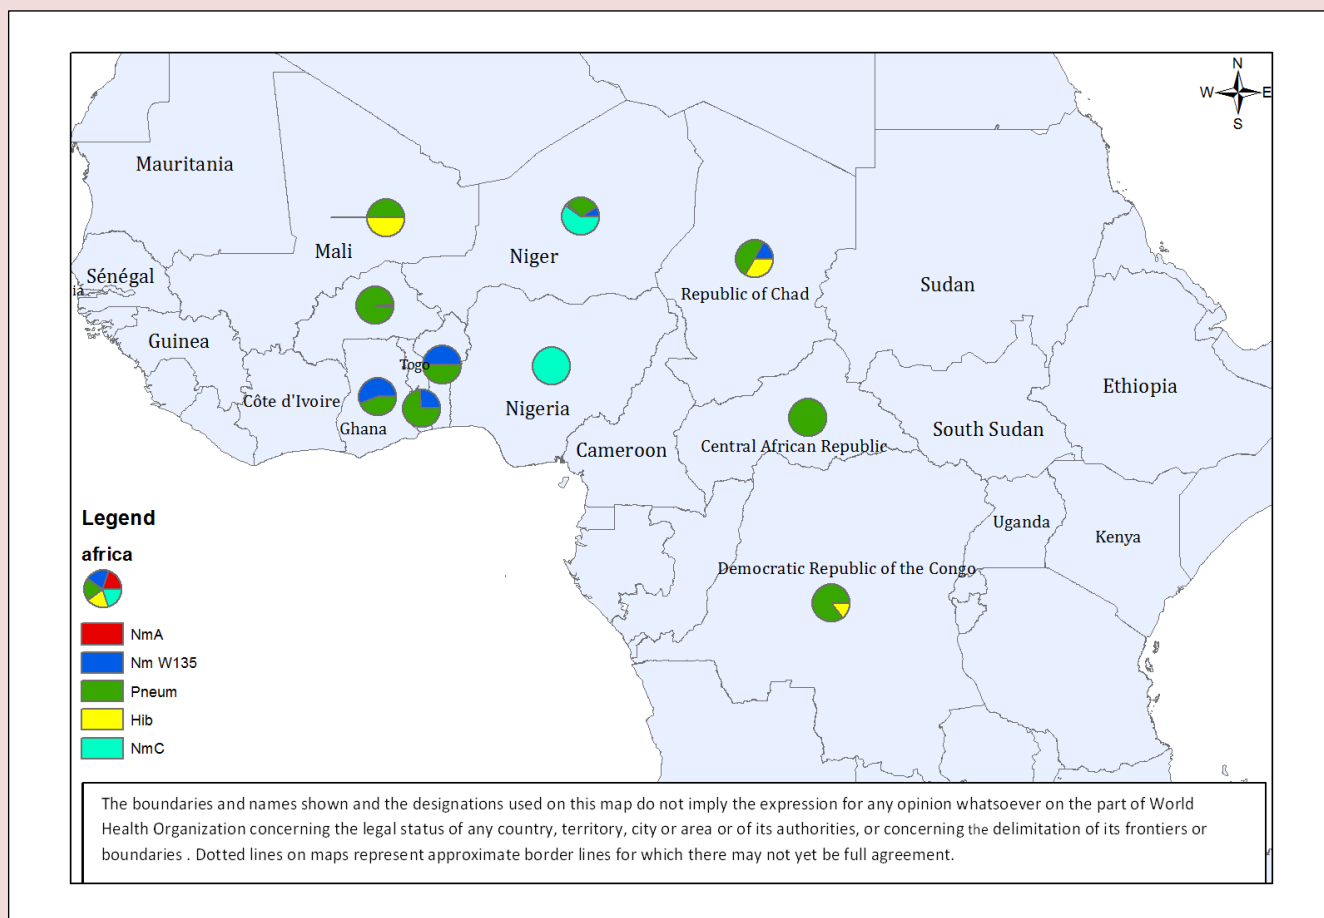 N
W E
S
Mauritania
Mali
Niger
Republic of Chad
Sudan
Sénégal
ia
Guinea
Togo
Côte d'Ivoire
Ghana
Nigeria
Cameroon
Central African Republic
South Sudan
Ethiopia
Uganda
Kenya
Democratic Republic of the Congo
Legend
africa
NmA
Nm W135
Pneum
Hib
NmC
The boundaries and names shown and the designations used on this map do not imply the expression for any opinion whatsoever on the part of World
Health Organization concerning the legal status of any country, territory, city or area or of its authorities, or concerning the delimitation of its frontiers or
boundaries . Dotted lines on maps represent approximate border lines for which there may not yet be full agreement.